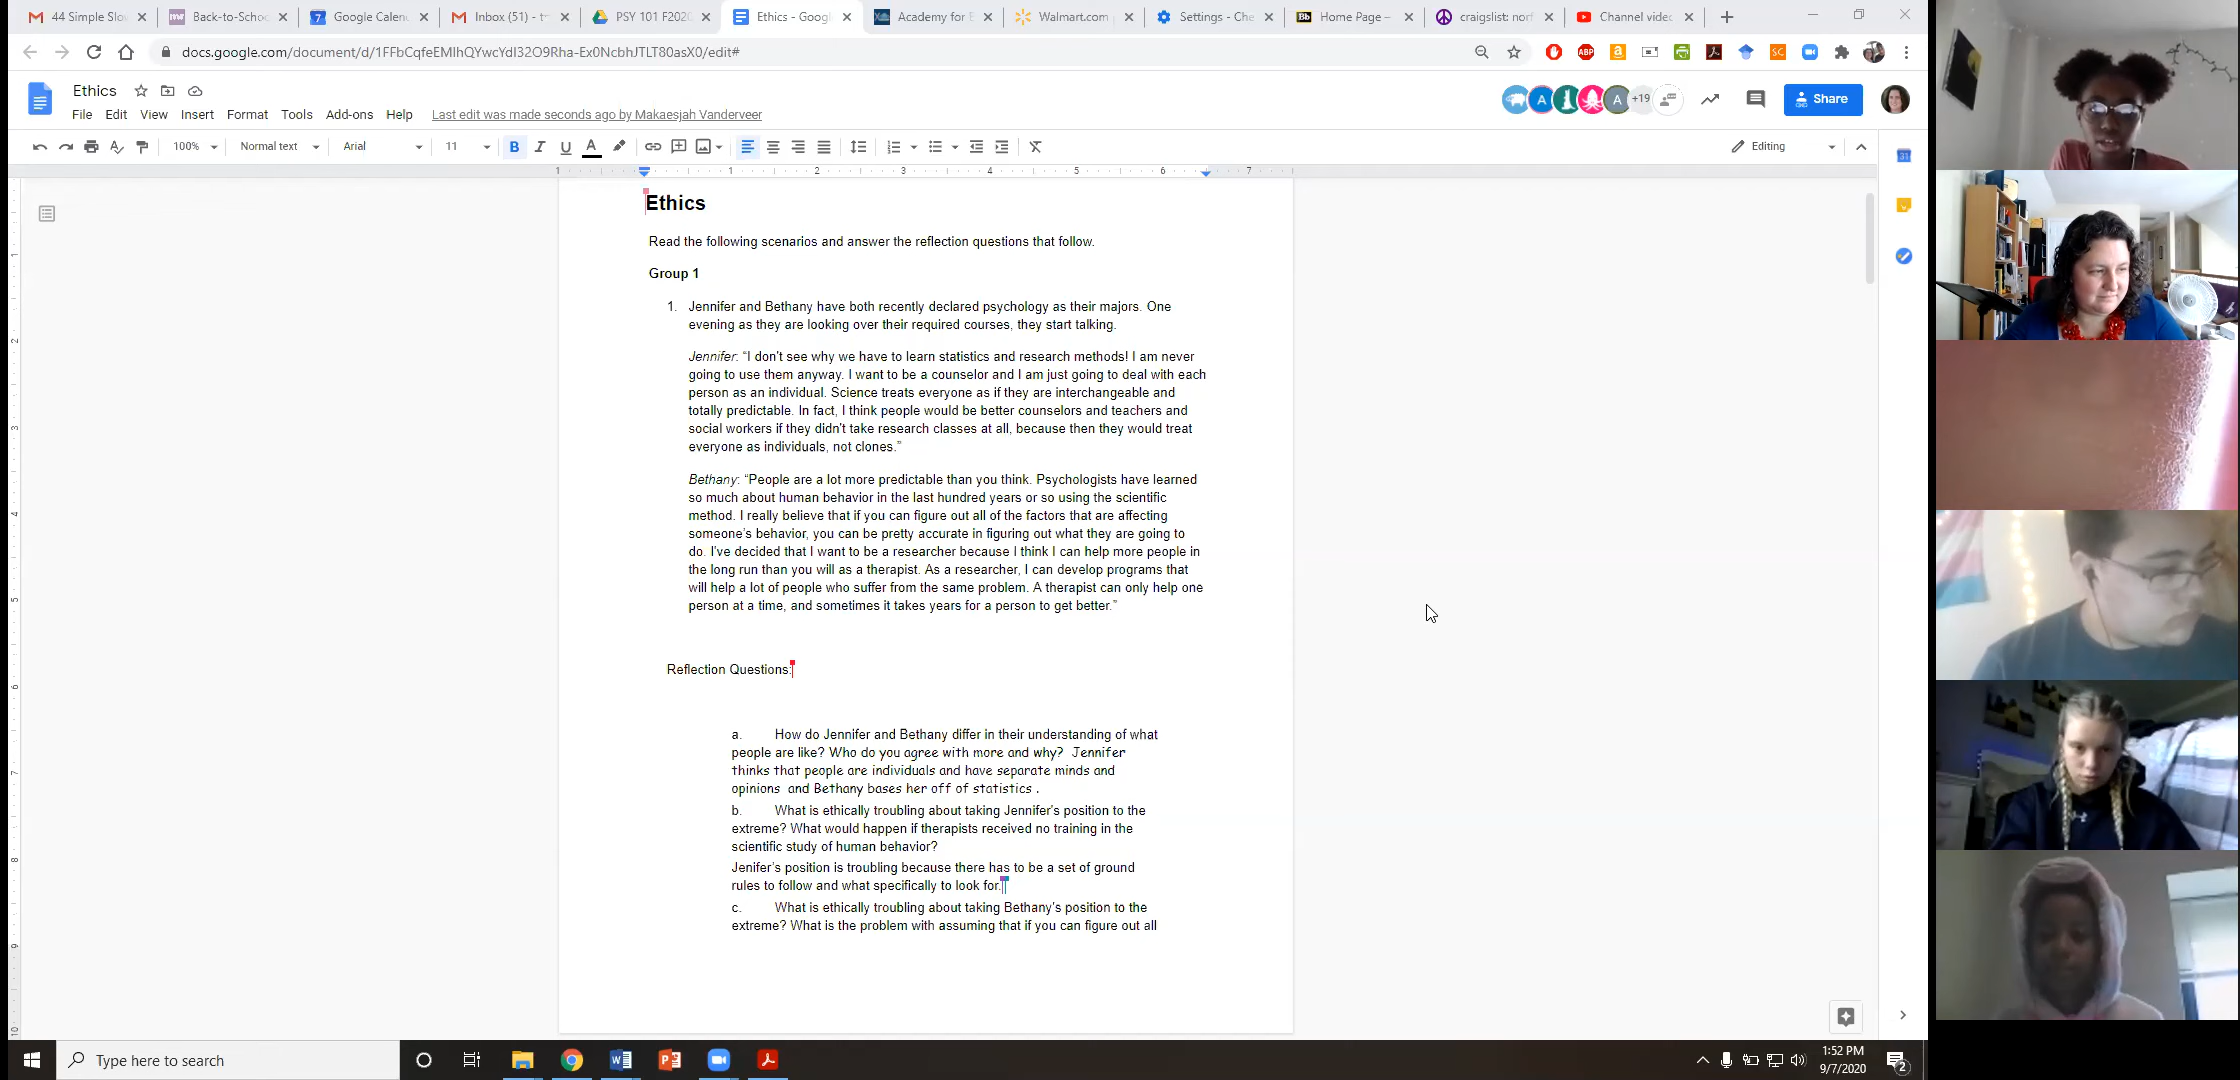 44 Simple Slo
Back-to-Scho
Google Calen
Inbox (51) - t
PSY 101 F2020
Ethics - Goog
Academy for E
Walmart.com
Settings - Che
Home Page –
craigslist: norf
Channel vide
docs.google.com/document/d/1FFbCqfeEMIhQYwcYdI32O9Rha-Ex0NcbhJTLT80asX0/edit#
Ethics
File Edit View Insert Format Tools Add-ons Help Last edit was made seconds ago by Makaesjah Vanderveer
A
A
+19
Share
100% Normal text Arial 11
Editing
Ethics
Read the following scenarios and answer the reflection questions that follow.
Group 1
1. Jennifer and Bethany have both recently declared psychology as their majors. One
evening as they are looking over their required courses, they start talking.
Jennifer: “I don't see why we have to learn statistics and research methods! I am never
going to use them anyway. I want to be a counselor and I am just going to deal with each
person as an individual. Science treats everyone as if they are interchangeable and
totally predictable. In fact, I think people would be better counselors and teachers and
social workers if they didn't take research classes at all, because then they would treat
everyone as individuals, not clones.”
Bethany: “People are a lot more predictable than you think. Psychologists have learned
so much about human behavior in the last hundred years or so using the scientific
method. I really believe that if you can figure out all of the factors that are affecting
someone’s behavior, you can be pretty accurate in figuring out what they are going to
do. I’ve decided that I want to be a researcher because I think I can help more people in
the long run than you will as a therapist. As a researcher, I can develop programs that
will help a lot of people who suffer from the same problem. A therapist can only help one
person at a time, and sometimes it takes years for a person to get better.”
Reflection Questions:
a. How do Jennifer and Bethany differ in their understanding of what
people are like? Who do you agree with more and why? Jennifer
thinks that people are individuals and have separate minds and
opinions and Bethany bases her off of statistics .
b. What is ethically troubling about taking Jennifer's position to the
extreme? What would happen if therapists received no training in the
scientific study of human behavior?
Jenifer’s position is troubling because there has to be a set of ground
rules to follow and what specifically to look for.
c. What is ethically troubling about taking Bethany's position to the
extreme? What is the problem with assuming that if you can figure out all
Type here to search
1:52 PM
9/7/2020
2